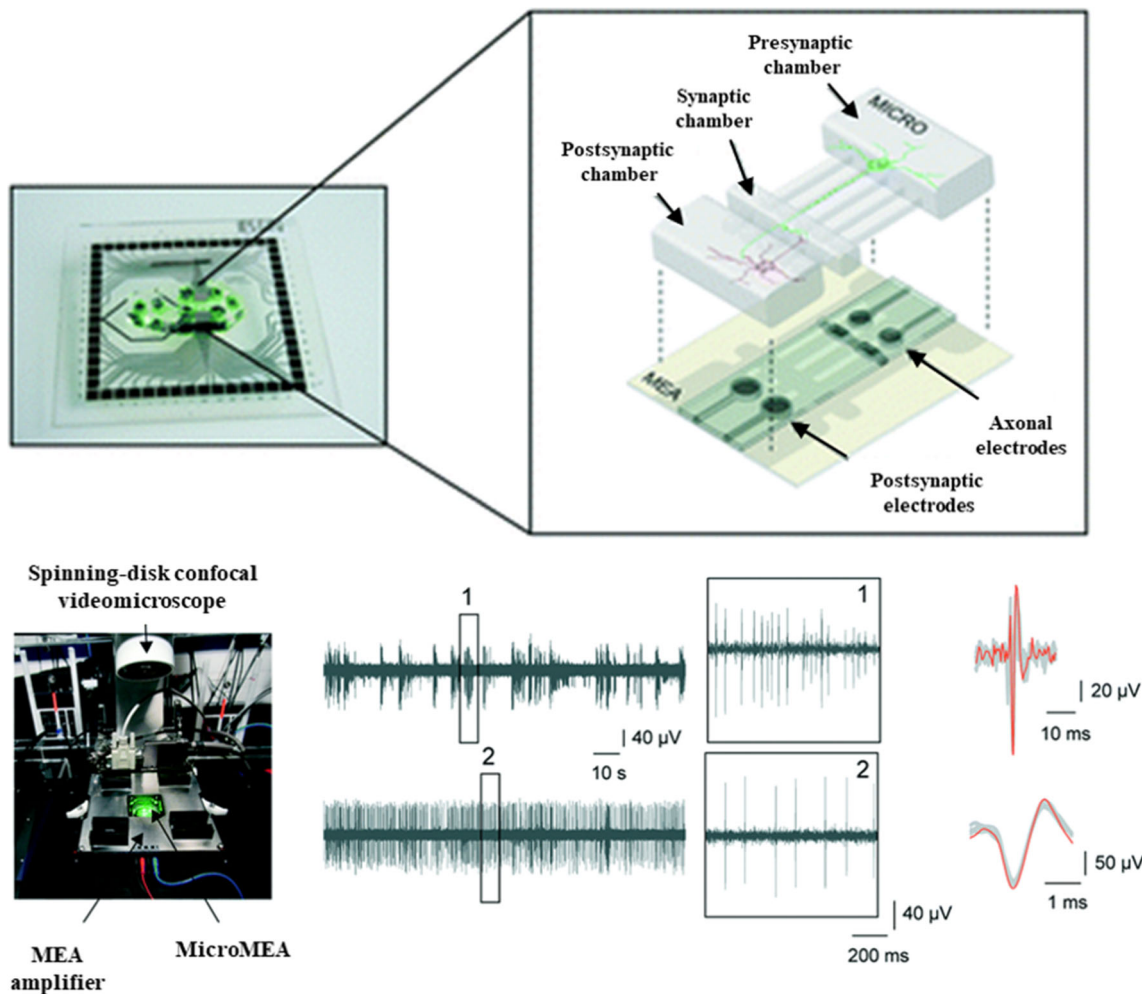 Presynaptic
chamber
Synaptic
chamber
Postsynaptic
chamber
MICRO
MEA
Axonal
electrodes
Postsynaptic
electrodes
Spinning-disk confocal
videomicroscope
MEA
amplifier
MicroMEA
1
40 µV
10 s
2
1
2
40 µV
200 ms
20 µV
10 ms
50 µV
1 ms